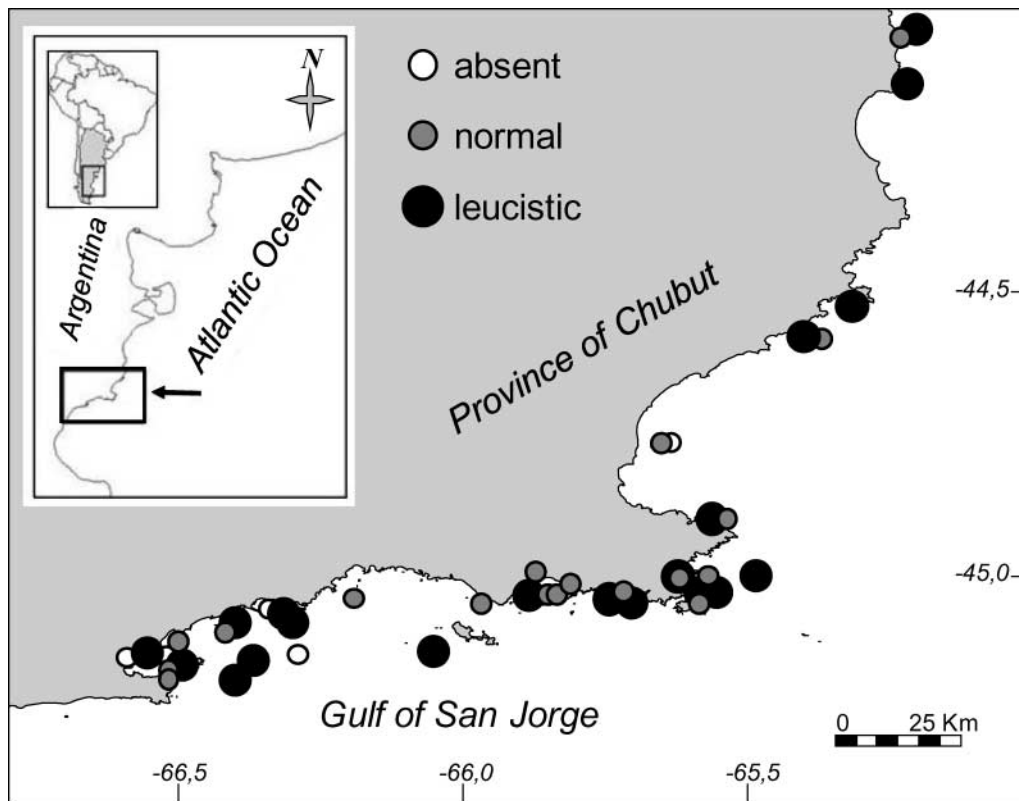 N
absent
normal
leucistic
Argentina
Atlantic Ocean
Province of Chubut
-44,5
-45,0
Gulf of San Jorge
0 25 Km
-66,5 -66,0 -65,5